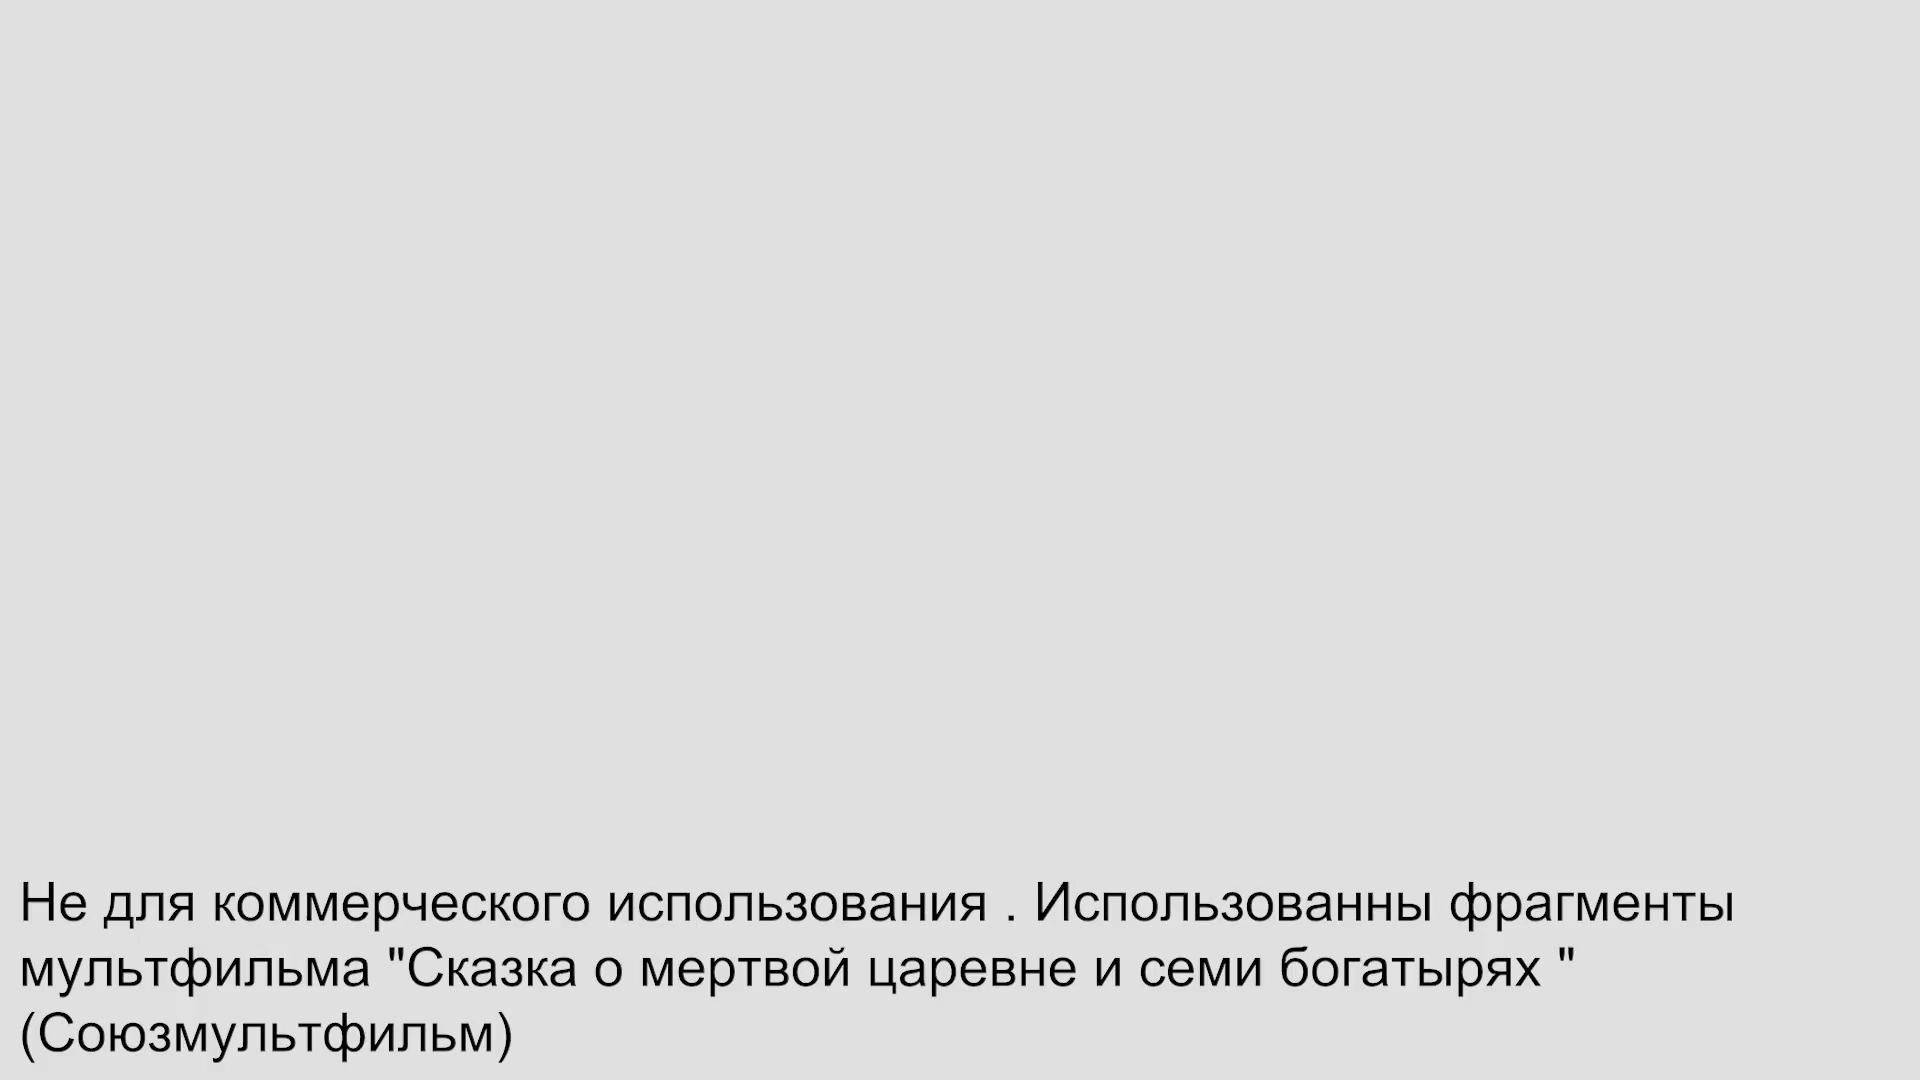 Не для коммерческого использования . Использованны фрагменты
мультфильма "Сказка о мертвой царевне и семи богатырях "
(Союзмультфильм)